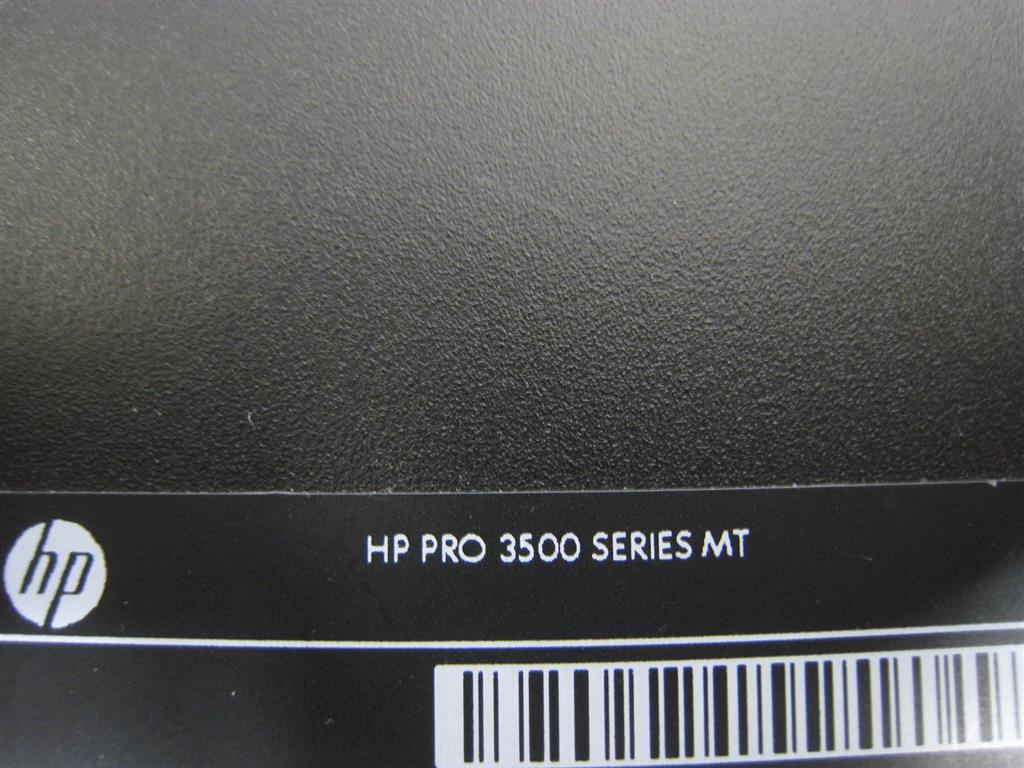 hp
HP PRO 3500 SERIES MT